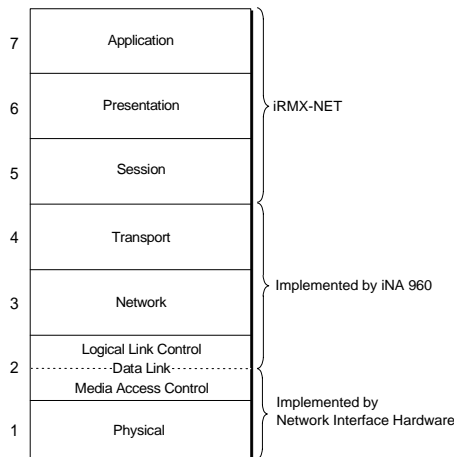 7
Application
6
Presentation
iRMX-NET
5
Session
4
Transport
3
Network
Implemented by iNA 960
Logical Link Control
2
Data Link
Media Access Control
Implemented by
Network Interface Hardware
1
Physical